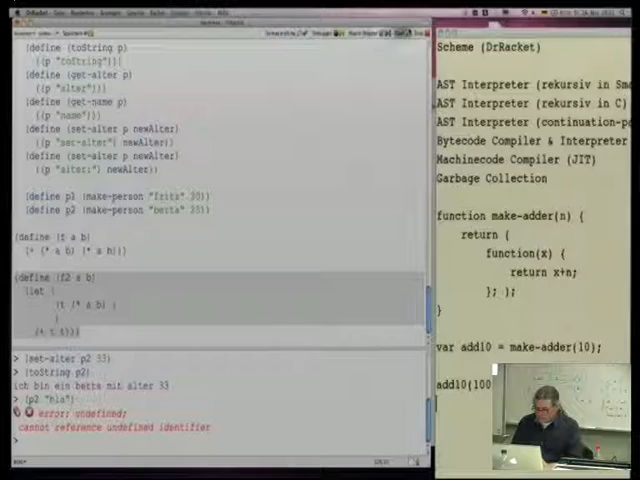 (define (toString p)
((p "toString")))
(define (get-alter p)
((p "alter")))
(define (get-name p)
((p "name")))
(define (set-alter p newAlter)
((p "set-alter") newAlter))
(define (set-alter p newAlter)
((p "alter:") newAlter))
(define p1 (make-person "fritz" 30))
(define p2 (make-person "berta" 23))
(define (t a b)
(+ (* a b) (* a b)))
(define (f2 a b)
(let (
(t (* a b) )
)
(+ t t)))
> (set-alter p2 33)
> (toString p2)
ich bin ein berta mit alter 33
> (p2 "bla")
error: undefined;
cannot reference undefined identifier
>
Scheme (DrRacket)
AST Interpreter (rekursiv in
AST Interpreter (rekursiv in C)
AST Interpreter
Bytecode Compiler & Interpreter
Machinecode Compiler (JIT)
Garbage Collection
function make-adder(n) {
return (
function(x) {
return x+n;
}; );
}
var add10 = make-adder(10);
add10(100